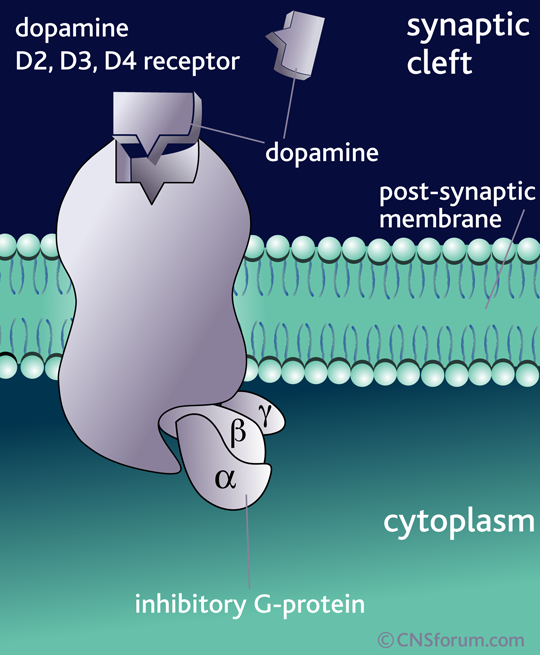 dopamine
D2, D3, D4 receptor
synaptic
cleft
dopamine
post-synaptic
membrane
γ
β
α
cytoplasm
inhibitory G-protein
©CNSforum.com